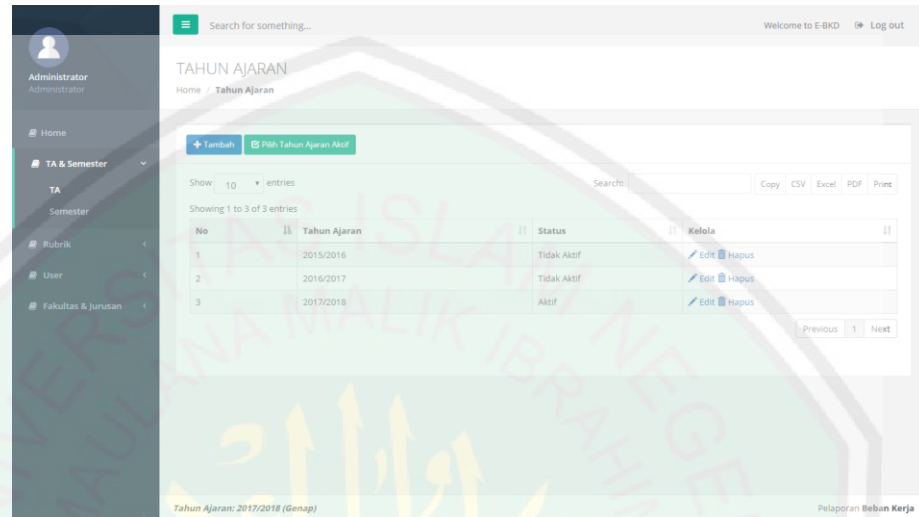 Search for something...
Welcome to E-BKD
Log out
Administrator
Administrator
Home
TA & Semester
TA
Semester
Rubrik
User
Fakultas & Jurusan
TAHUN AJARAN
Home / Tahun Ajaran
Tambah
Pilih Tahun Ajaran Aktif
Show 10 entries
Search:
Copy CSV Excel PDF Print
Showing 1 to 3 of 3 entries
No Tahun Ajaran Status Kelola
1 2015/2016 Tidak Aktif Edit Hapus
2 2016/2017 Tidak Aktif Edit Hapus
3 2017/2018 Aktif Edit Hapus
Previous 1 Next
Tahun Ajaran: 2017/2018 (Genap)
Pelaporan Beban Kerja